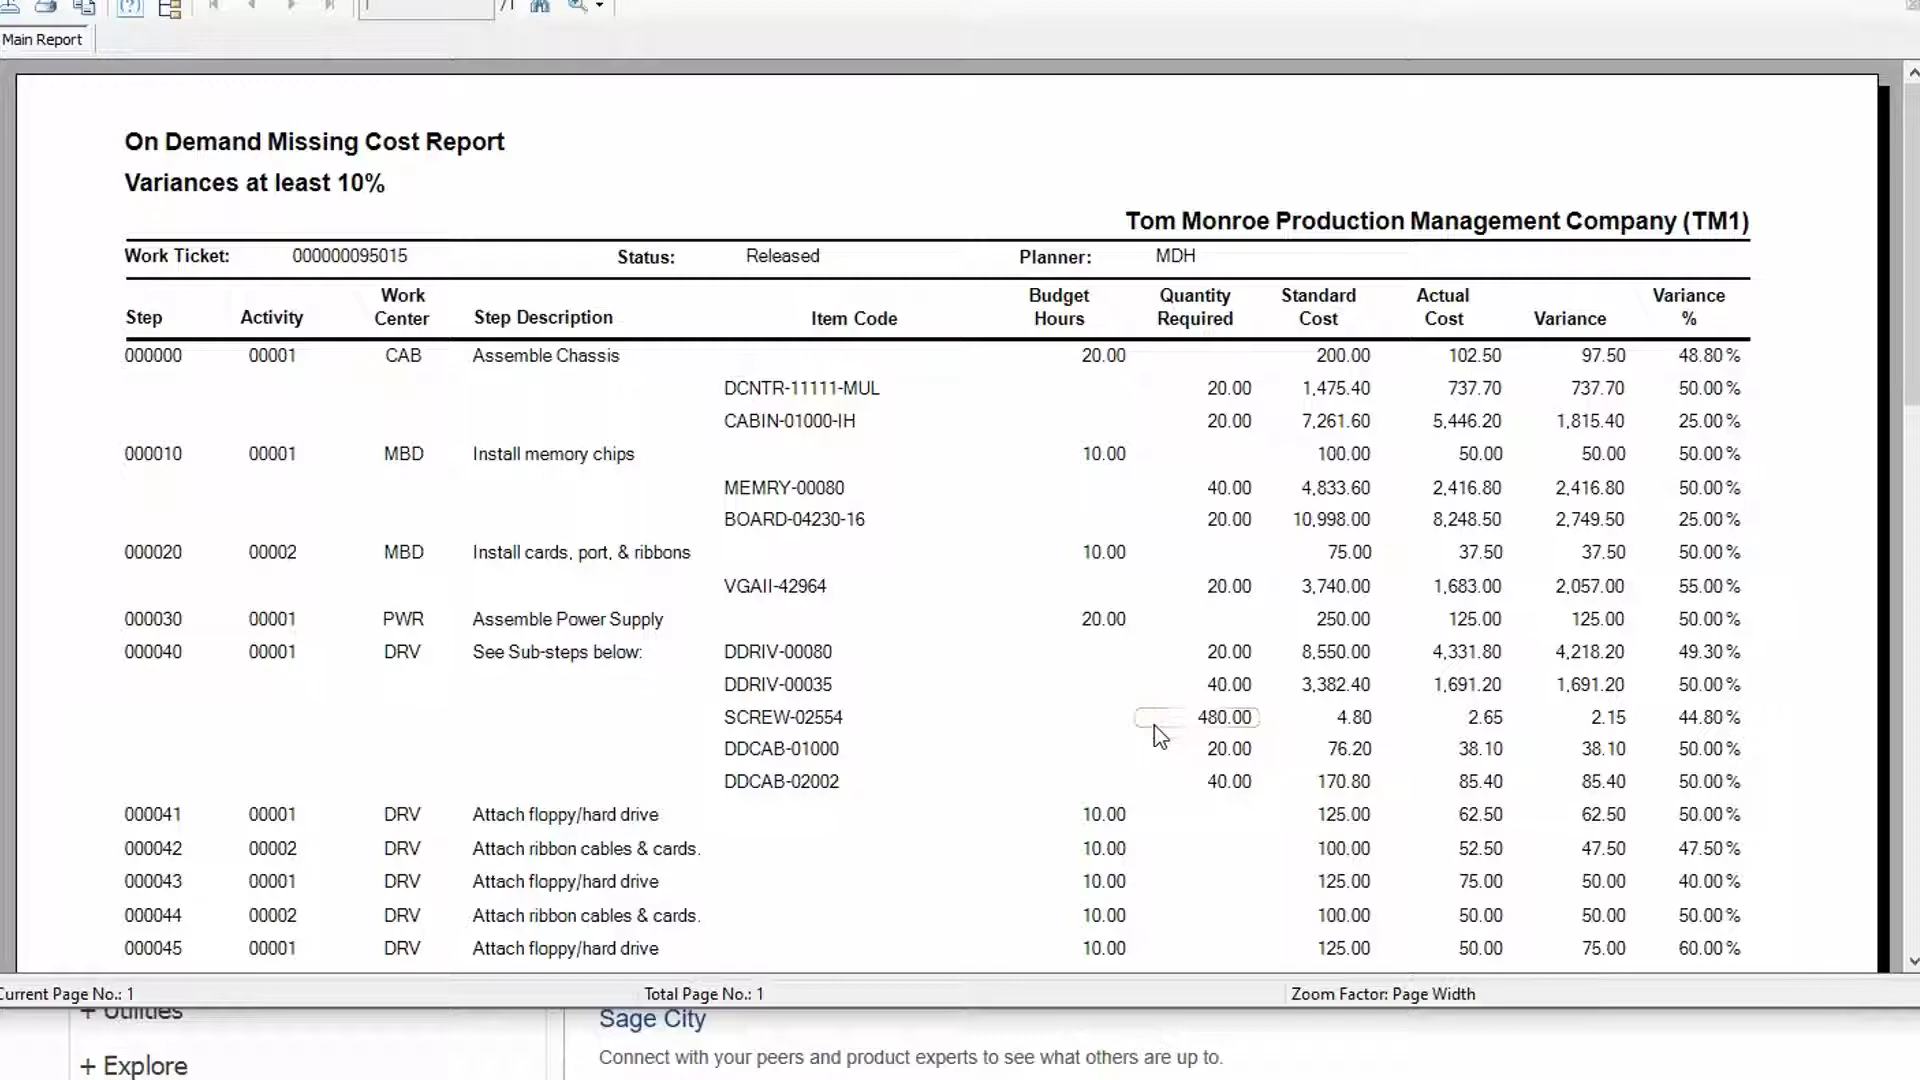 /1
Main Report
On Demand Missing Cost Report
Variances at least 10%
Tom Monroe Production Management Company (TM1)
Work Ticket: 000000095015 Status: Released Planner: MDH
Step Activity Work Center Step Description Item Code Budget Hours Quantity Required Standard Cost Actual Cost Variance Variance %
000000 00001 CAB Assemble Chassis 20.00 200.00 102.50 97.50 48.80%
DCNTR-11111-MUL 20.00 1,475.40 737.70 737.70 50.00%
CABIN-01000-IH 20.00 7,261.60 5,446.20 1,815.40 25.00%
000010 00001 MBD Install memory chips 10.00 100.00 50.00 50.00 50.00%
MEMRY-00080 40.00 4,833.60 2,416.80 2,416.80 50.00%
BOARD-04230-16 20.00 10,998.00 8,248.50 2,749.50 25.00%
000020 00002 MBD Install cards, port, & ribbons 10.00 75.00 37.50 37.50 50.00%
VGAII-42964 20.00 3,740.00 1,683.00 2,057.00 55.00%
000030 00001 PWR Assemble Power Supply 20.00 250.00 125.00 125.00 50.00%
000040 00001 DRV See Sub-steps below: DDRIV-00080 20.00 8,550.00 4,331.80 4,218.20 49.30%
DDRIV-00035 40.00 3,382.40 1,691.20 1,691.20 50.00%
SCREW-02554 480.00 4.80 2.65 2.15 44.80%
DDCAB-01000 20.00 76.20 38.10 38.10 50.00%
DDCAB-02002 40.00 170.80 85.40 85.40 50.00%
000041 00001 DRV Attach floppy/hard drive 10.00 125.00 62.50 62.50 50.00%
000042 00002 DRV Attach ribbon cables & cards. 10.00 100.00 52.50 47.50 47.50%
000043 00001 DRV Attach floppy/hard drive 10.00 125.00 75.00 50.00 40.00%
000044 00002 DRV Attach ribbon cables & cards. 10.00 100.00 50.00 50.00 50.00%
000045 00001 DRV Attach floppy/hard drive 10.00 125.00 50.00 75.00 60.00%
Current Page No.: 1 Total Page No.: 1 Zoom Factor: Page Width
+ Utilities
Sage City
Connect with your peers and product experts to see what others are up to.
+ Explore